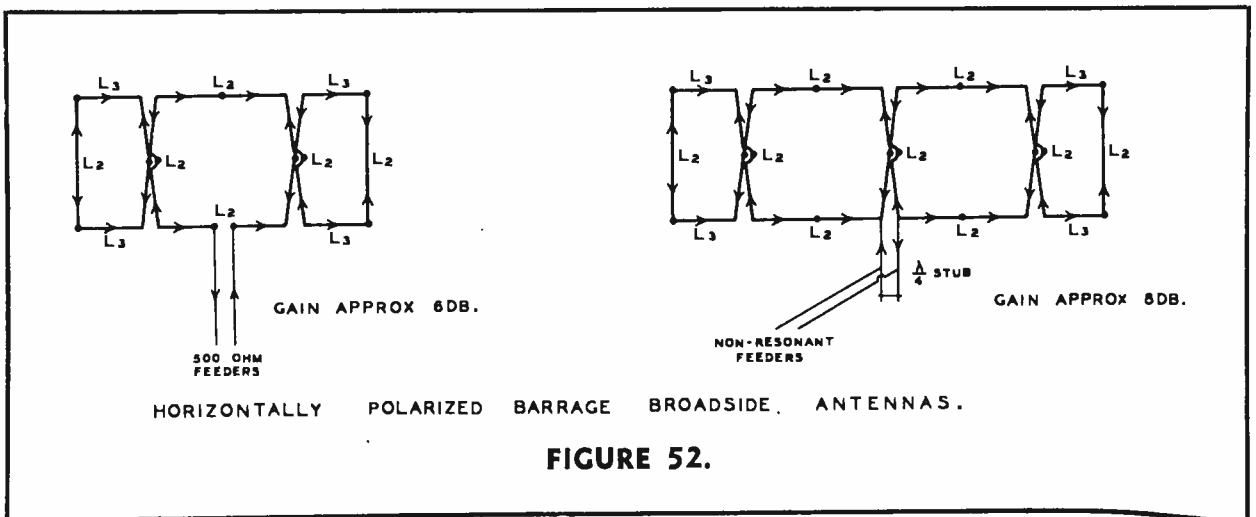 L3 L2 L3
L2 L2 L2 L2
L3 L2 L3
GAIN APPROX 6DB.
500 OHM
FEEDERS
L3 L2 L2 L3
L2 L2 L2 L2 L2
L3 L2 L2 L3
λ/4 STUB
GAIN APPROX 8DB.
NON-RESONANT
FEEDERS
HORIZONTALLY POLARIZED BARRAGE BROADSIDE. ANTENNAS.
FIGURE 52.